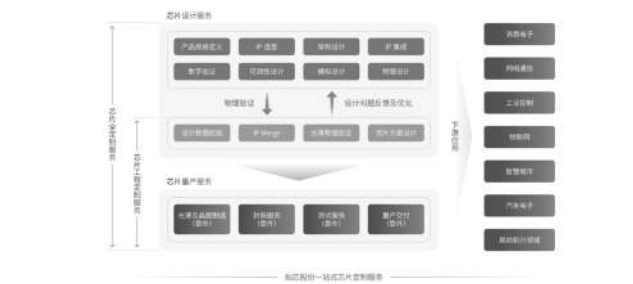 芯片设计服务
产品规格定义
IP 选型
架构设计
IP 集成
数字验证
可测性设计
模拟设计
物理设计
物理验证
设计问题反馈及优化
设计数据校验
IP Merge
光罩数据验证
流片方案设计
芯片全定制服务
芯片工程定制服务
芯片量产服务
光罩及晶圆制造
(委外)
封装服务
(委外)
测试服务
(委外)
量产交付
(委外)
下游应用
消费电子
网络通信
工业控制
物联网
智慧城市
汽车电子
其他新兴领域
灿芯股份一站式芯片定制服务